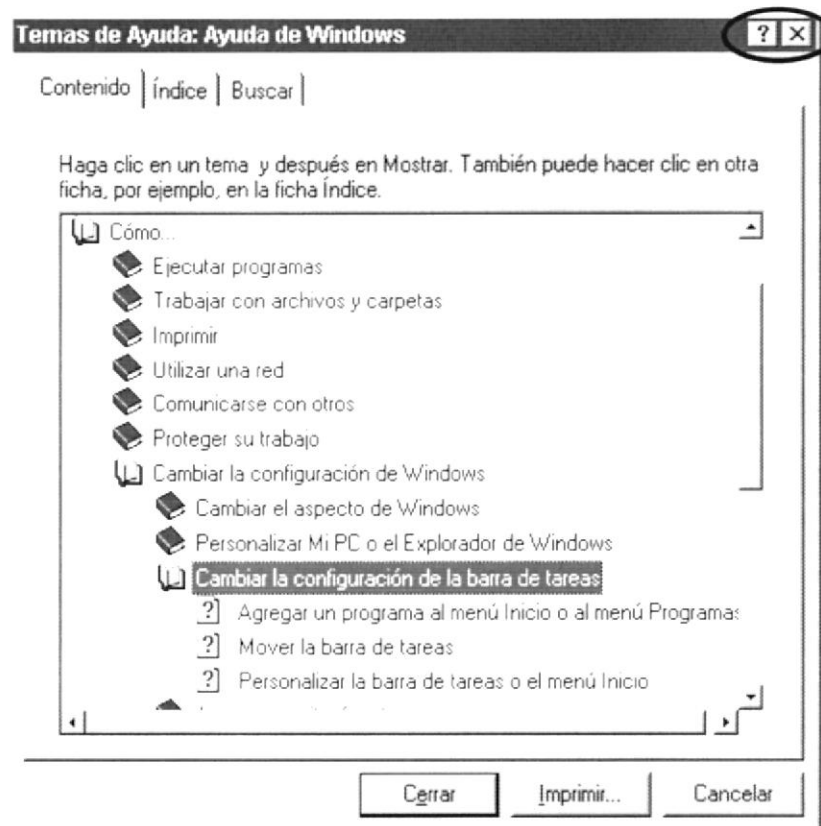 Temas de Ayuda: Ayuda de Windows
Contenido Índice Buscar
Haga clic en un tema y después en Mostrar. También puede hacer clic en otra
ficha, por ejemplo, en la ficha Índice.
Cómo...
Ejecutar programas
Trabajar con archivos y carpetas
Imprimir
Utilizar una red
Comunicarse con otros
Proteger su trabajo
Cambiar la configuración de Windows
Cambiar el aspecto de Windows
Personalizar Mi PC o el Explorador de Windows
Cambiar la configuración de la barra de tareas
? Agregar un programa al menú Inicio o al menú Programas
? Mover la barra de tareas
? Personalizar la barra de tareas o el menú Inicio
Cerrar Imprimir... Cancelar